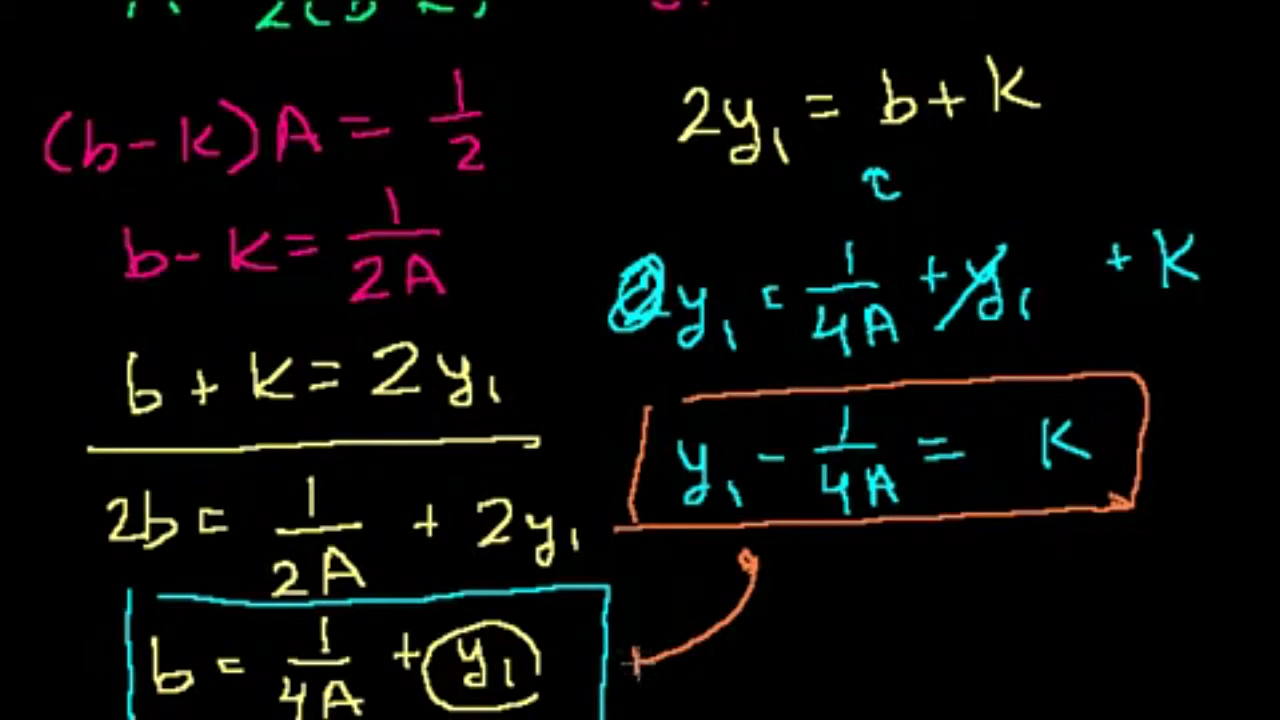 (b-k)A = 1/2
b-k = 1/2A
b + k = 2y₁
2b = 1/2A + 2y₁
b = 1/4A + y₁
2y₁ = b + k
2y₁ = 1/4A + y₁ + k
y₁ - 1/4A = k